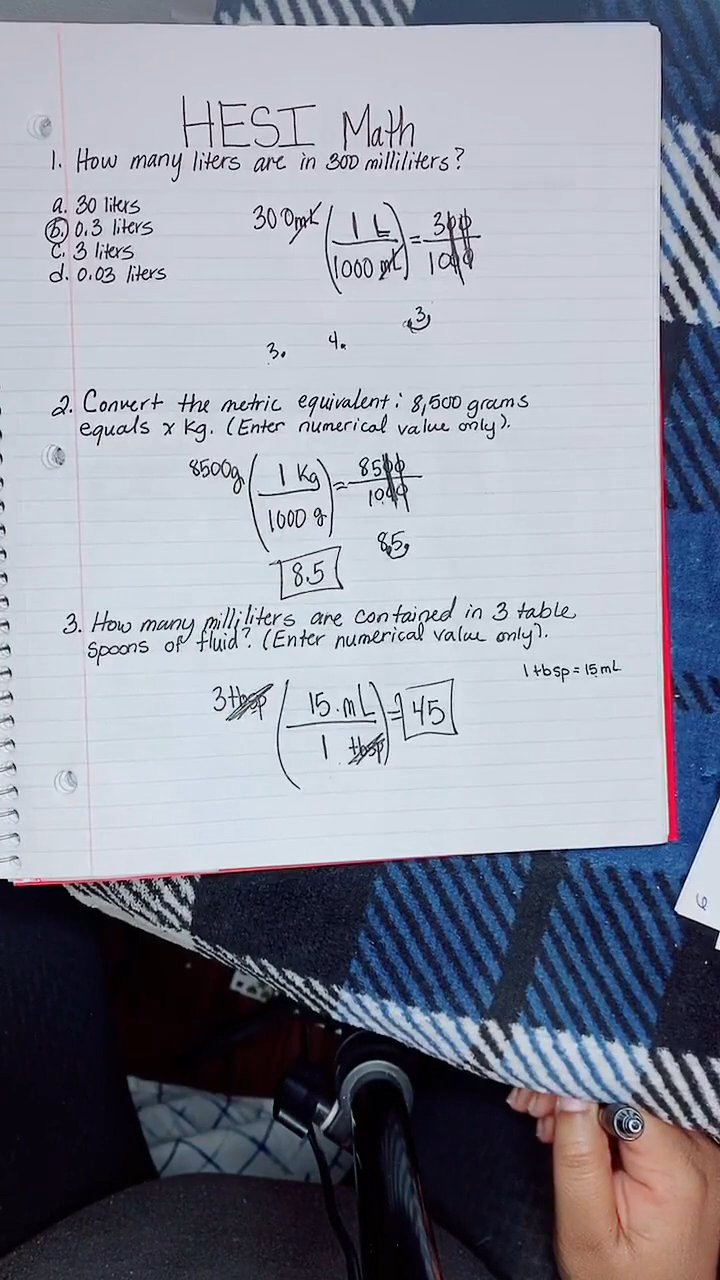 HESI Math
1. How many liters are in 300 milliliters?
a. 30 liters
b. 0.3 liters
c. 3 liters
d. 0.03 liters
300mL (1 L / 1000 mL) = 300 / 1000
.3
3. 4.
2. Convert the metric equivalent: 8,500 grams
equals x Kg. (Enter numerical value only).
8500g (1 Kg / 1000 g) = 8500 / 1000
8.5
8.5
3. How many milliliters are contained in 3 table
spoons of fluid? (Enter numerical value only).
1 tbsp = 15 mL
3 tbsp (15 mL / 1 tbsp) = 45
6